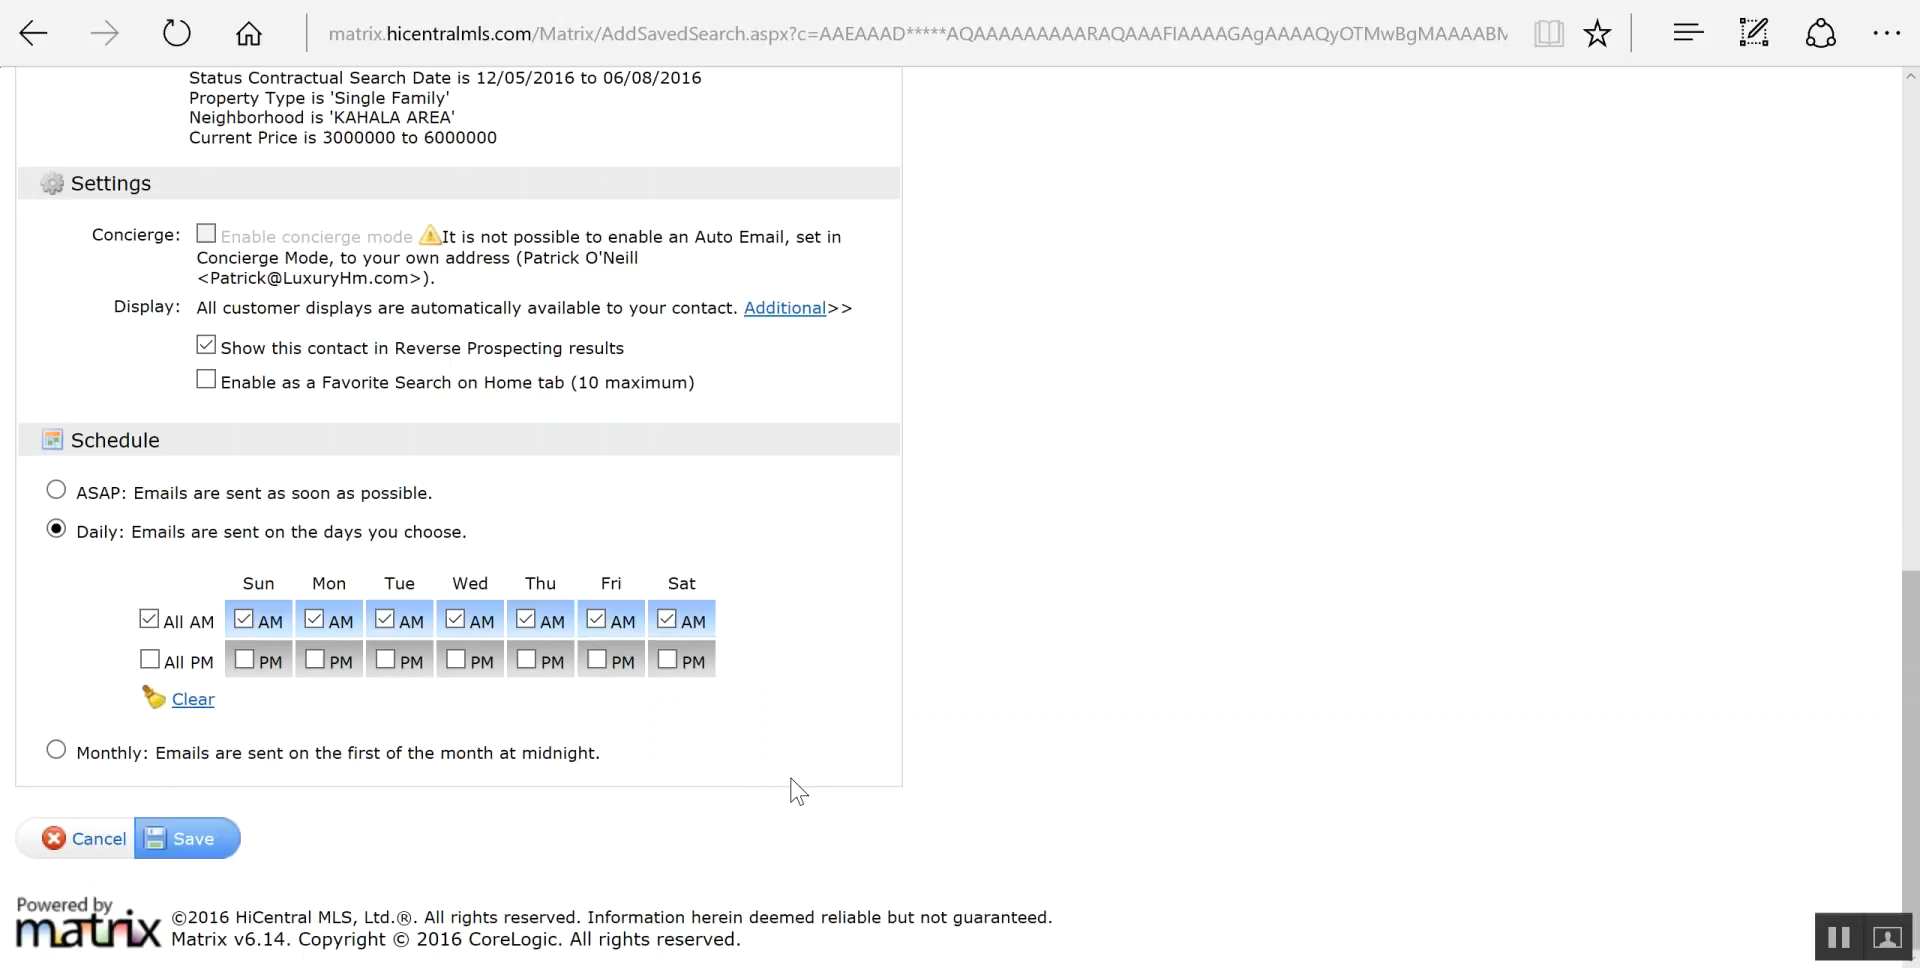 matrix.hicentralmls.com/Matrix/AddSavedSearch.aspx?c=AAEAAAD*****AQAAAAAAAAARAQAAAFIAAAAGAgAAAAQyOTMwBgMAAAABM
Status Contractual Search Date is 12/05/2016 to 06/08/2016
Property Type is 'Single Family'
Neighborhood is 'KAHALA AREA'
Current Price is 3000000 to 6000000
Settings
Concierge: Enable concierge mode It is not possible to enable an Auto Email, set in
Concierge Mode, to your own address (Patrick O'Neill
<Patrick@LuxuryHm.com>).
Display: All customer displays are automatically available to your contact. Additional>>
Show this contact in Reverse Prospecting results
Enable as a Favorite Search on Home tab (10 maximum)
Schedule
ASAP: Emails are sent as soon as possible.
Daily: Emails are sent on the days you choose.
Sun Mon Tue Wed Thu Fri Sat
All AM AM AM AM AM AM AM AM
All PM PM PM PM PM PM PM PM
Clear
Monthly: Emails are sent on the first of the month at midnight.
Cancel Save
Powered by
matrix
©2016 HiCentral MLS, Ltd.®. All rights reserved. Information herein deemed reliable but not guaranteed.
Matrix v6.14. Copyright © 2016 CoreLogic. All rights reserved.